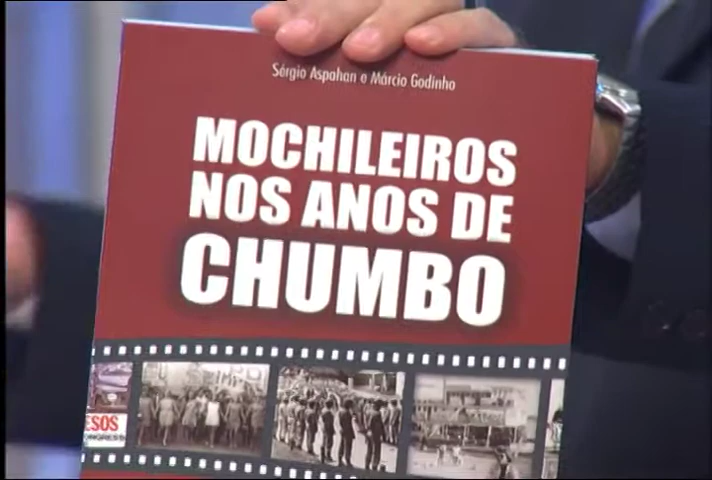 Sérgio Aspahan e Márcio Godinho
MOCHILEIROS
NOS ANOS DE
CHUMBO